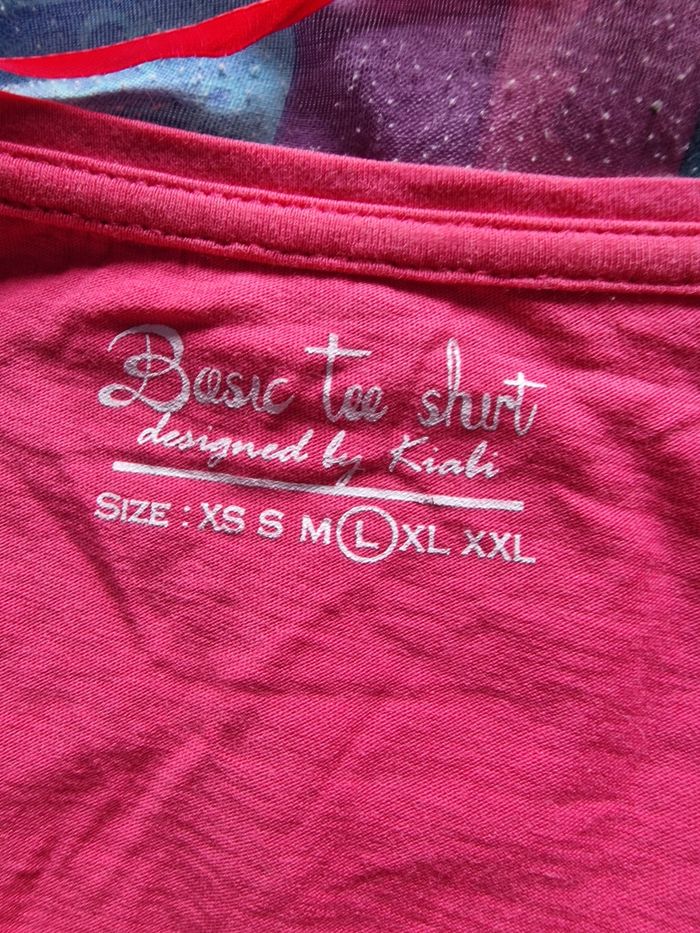 Basic tee shirt
designed by Kiabi
SIZE : XS S M L XL XXL